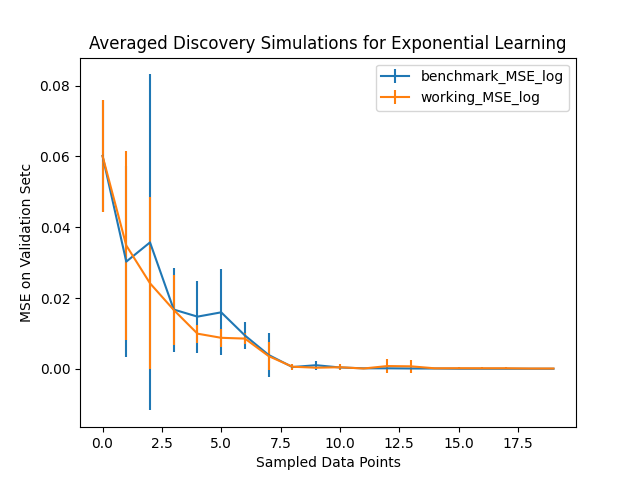 Averaged Discovery Simulations for Exponential Learning
benchmark_MSE_log
working_MSE_log
MSE on Validation Setc
0.08
0.06
0.04
0.02
0.00
0.0 2.5 5.0 7.5 10.0 12.5 15.0 17.5
Sampled Data Points